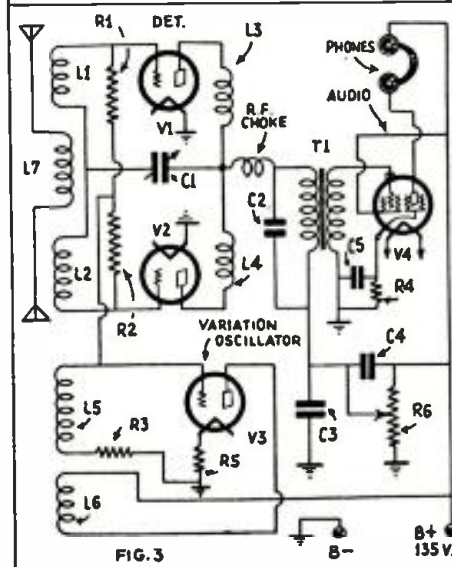 R1
DET.
L3
PHONES
L1
V1
R.F.
CHOKE
AUDIO
T1
L7
C1
C2
V2
L2
L4
C5
V4
R4
R2
VARIATION
OSCILLATOR
C4
L5
R3
V3
C3
R6
R5
L6
FIG.3
B-
B+
135 V.